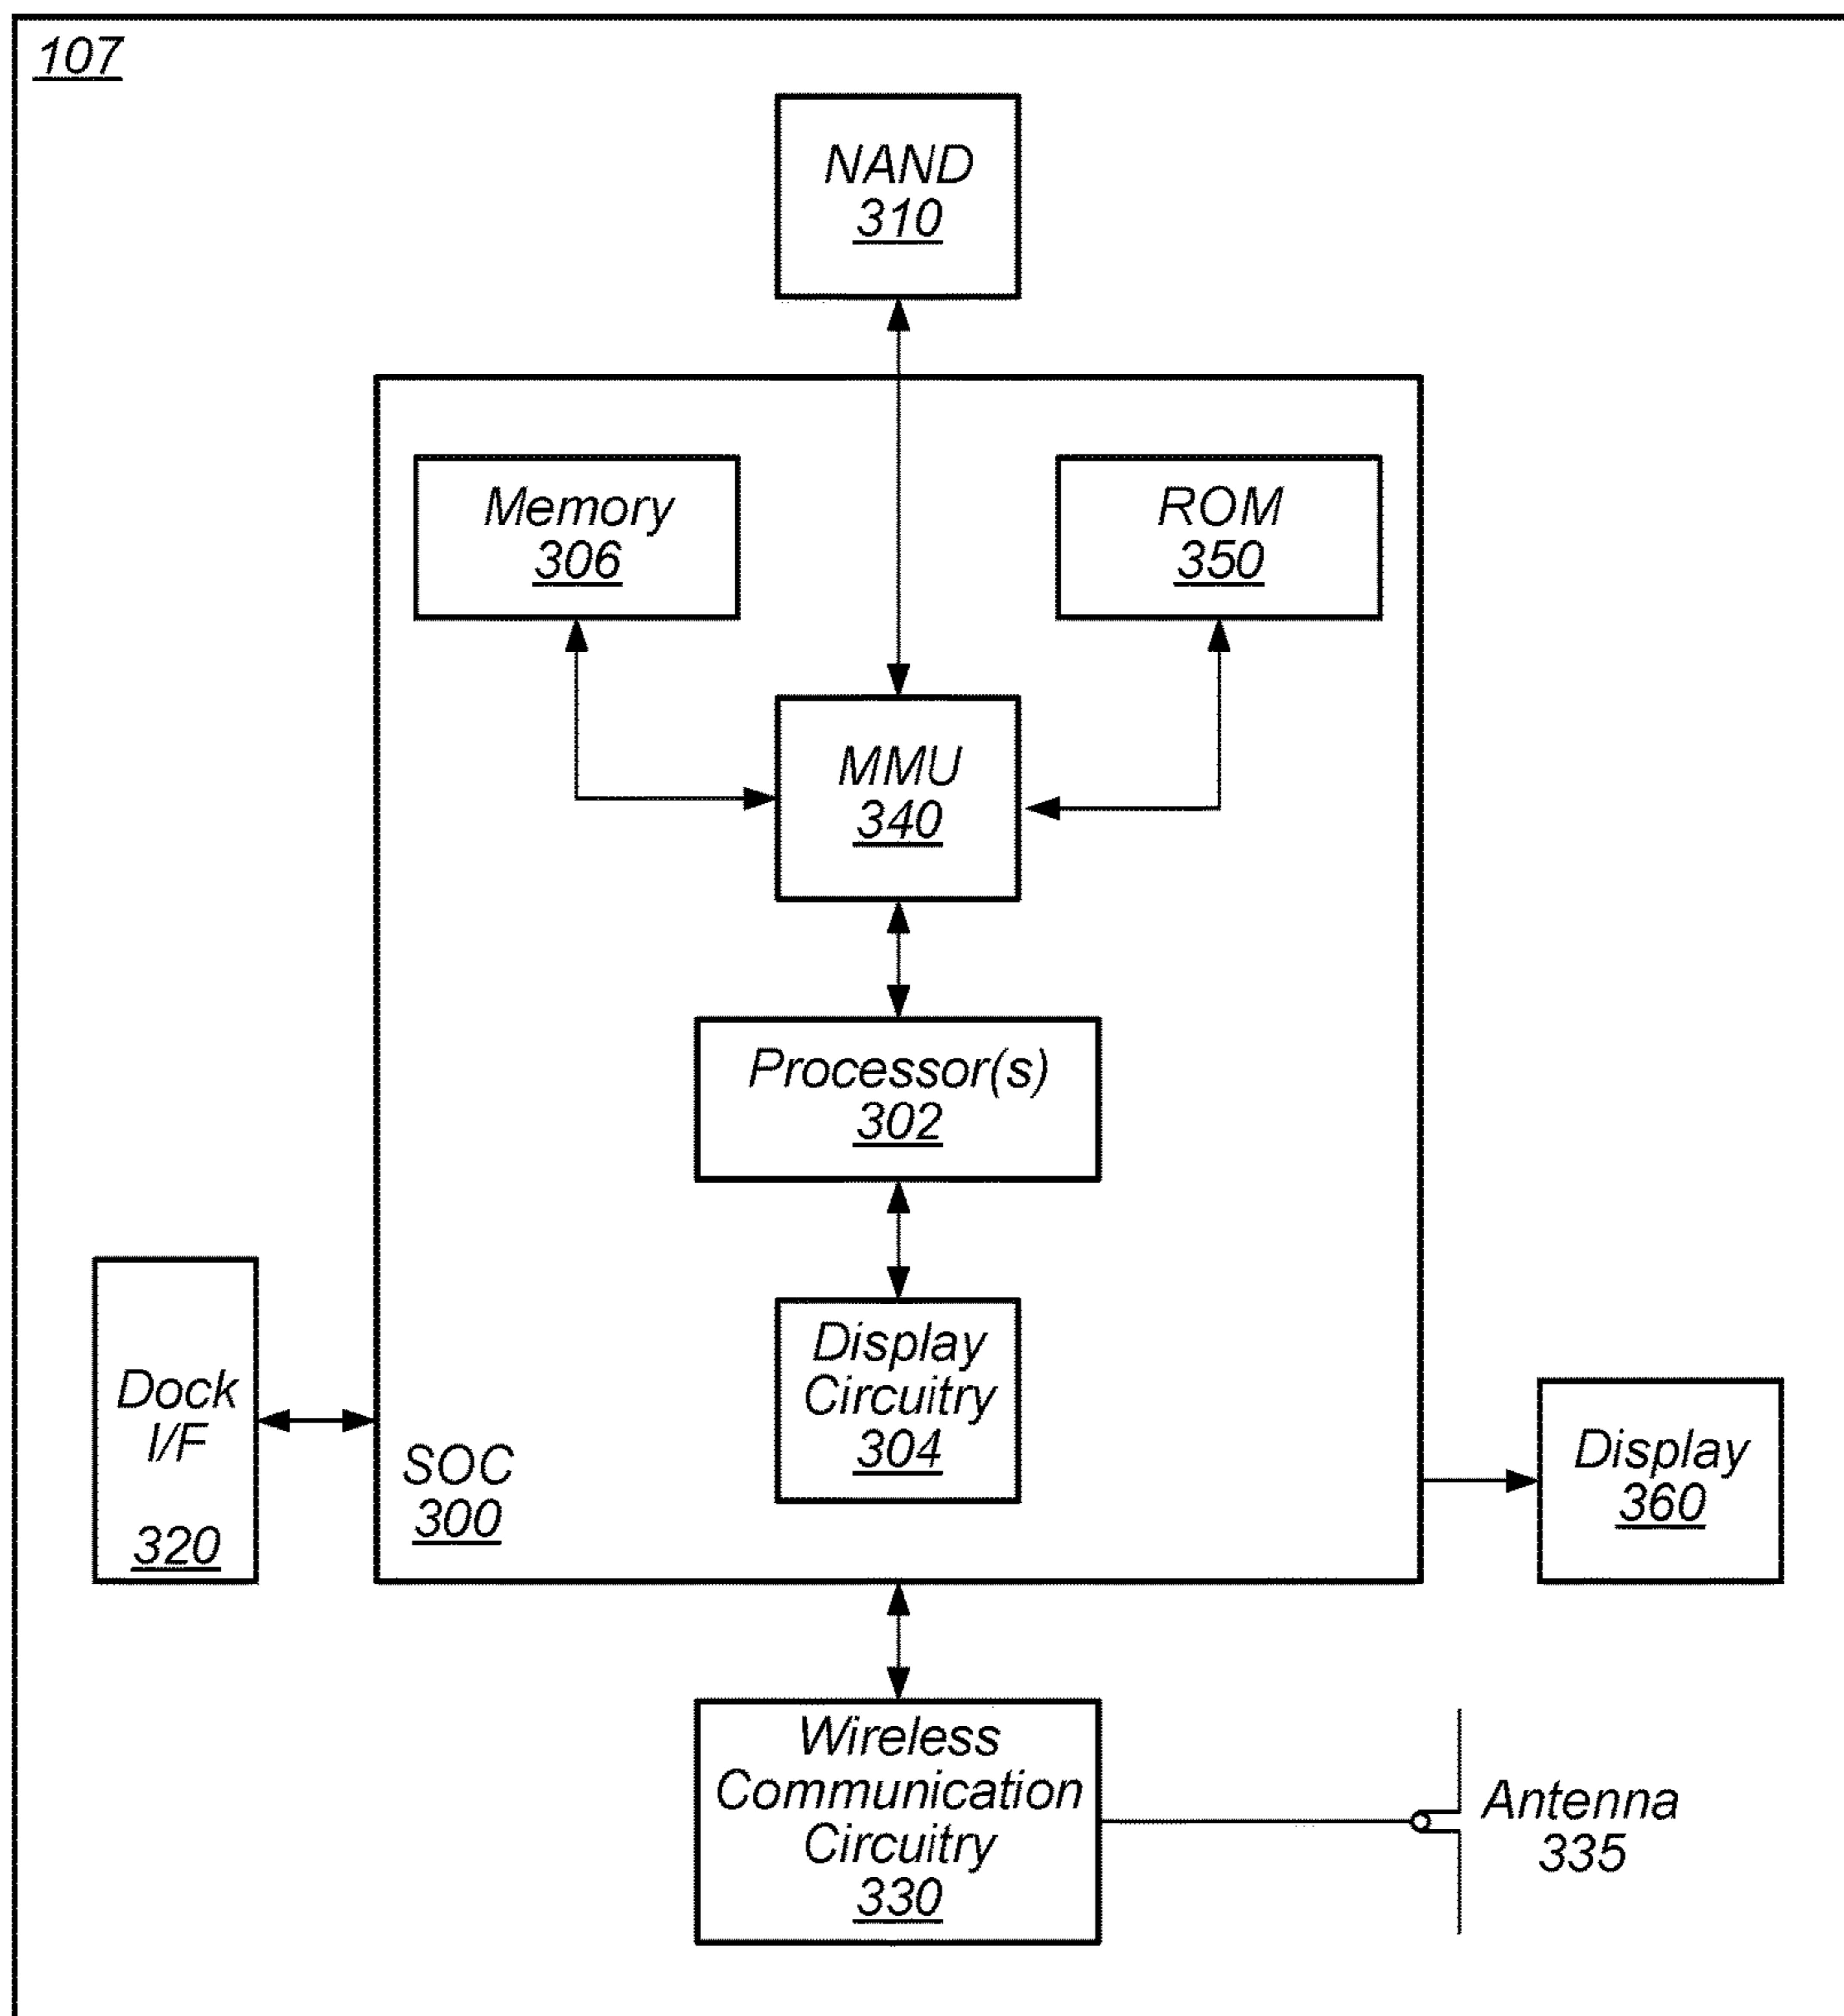 107
NAND
310
Memory
306
ROM
350
MMU
340
Processor(s)
302
Display
Circuitry
304
Dock
I/F
320
SOC
300
Display
360
Wireless
Communication
Circuitry
330
Antenna
335